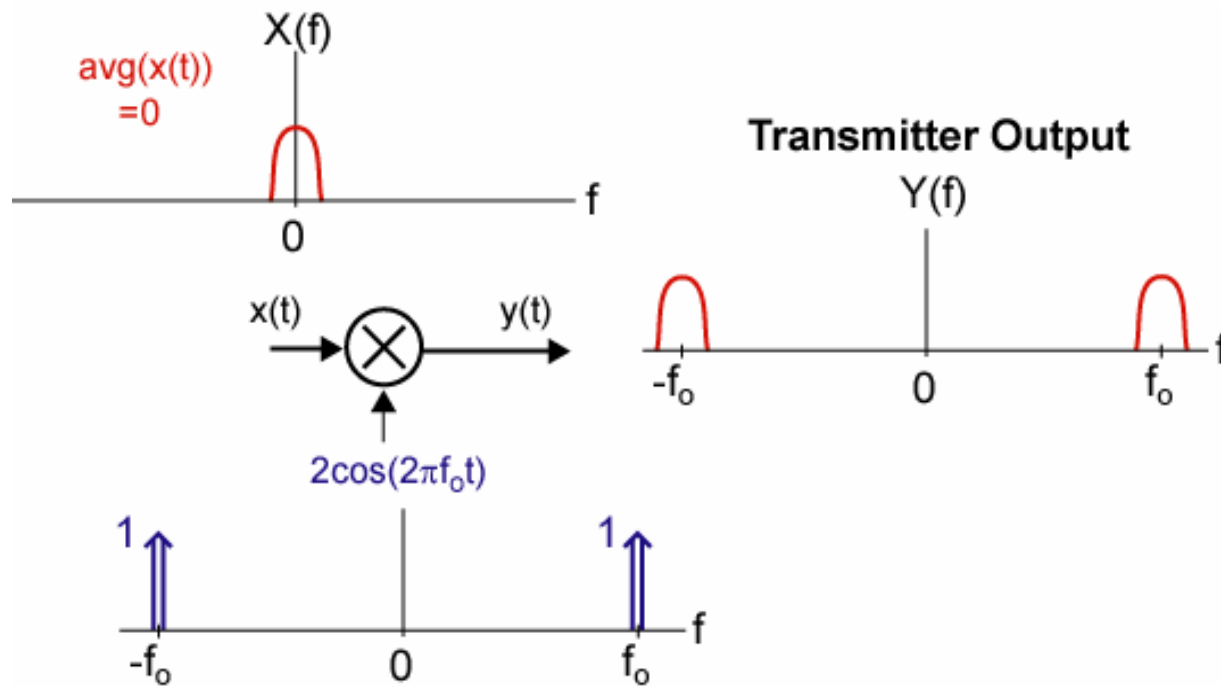 X(f)
avg(x(t))
=0
f
0
Transmitter Output
Y(f)
-fo
0
fo
f
x(t)
y(t)
2cos(2πfot)
1
1
f
-fo
0
fo